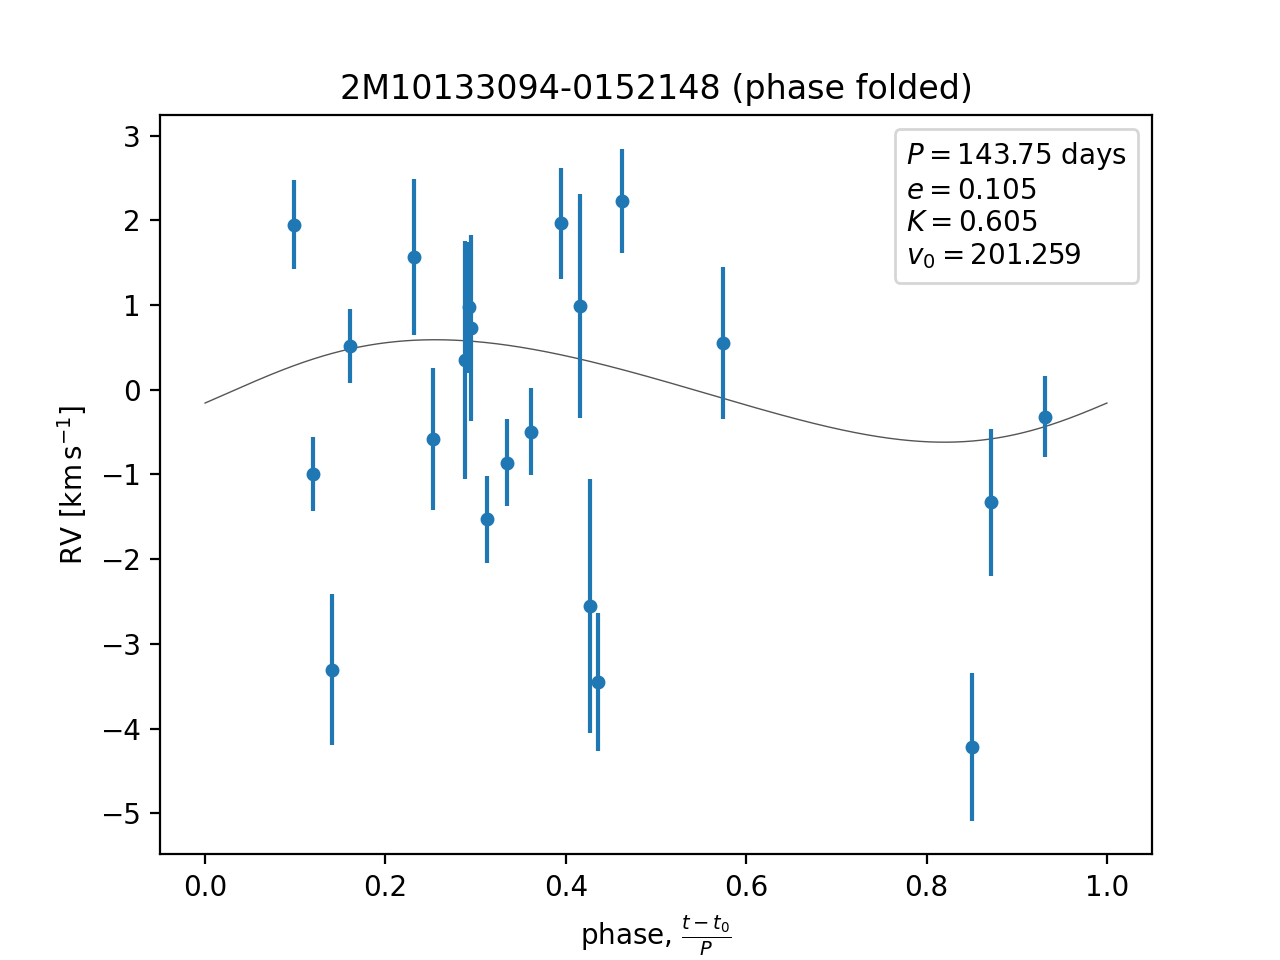 2M10133094-0152148 (phase folded)
P = 143.75 days
e = 0.105
K = 0.605
v₀ = 201.259
3
2
1
0
−1
−2
−3
−4
−5
RV [km s⁻¹]
0.0 0.2 0.4 0.6 0.8 1.0
phase, (t − t₀)/P